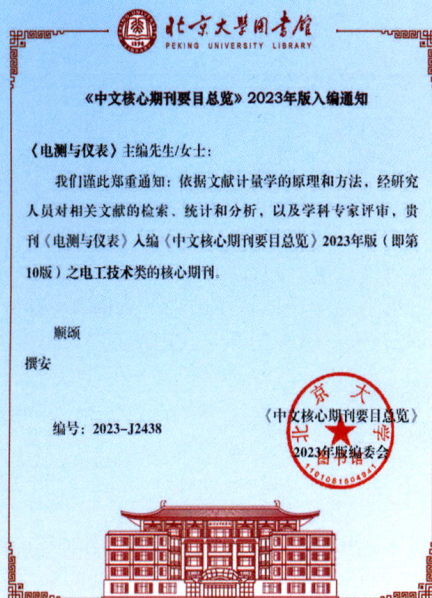 北京大学图书馆
PEKING UNIVERSITY LIBRARY
《中文核心期刊要目总览》2023年版入编通知
《电测与仪表》主编先生/女士：
我们谨此郑重通知：依据文献计量学的原理和方法，经研究
人员对相关文献的检索、统计和分析，以及学科专家评审，贵
刊《电测与仪表》入编《中文核心期刊要目总览》2023年版（即第
10版）之电工技术类的核心期刊。
顺颂
撰安
《中文核心期刊要目总览》
编号：2023-J2438
2023年版编委会
北京大学
图书馆